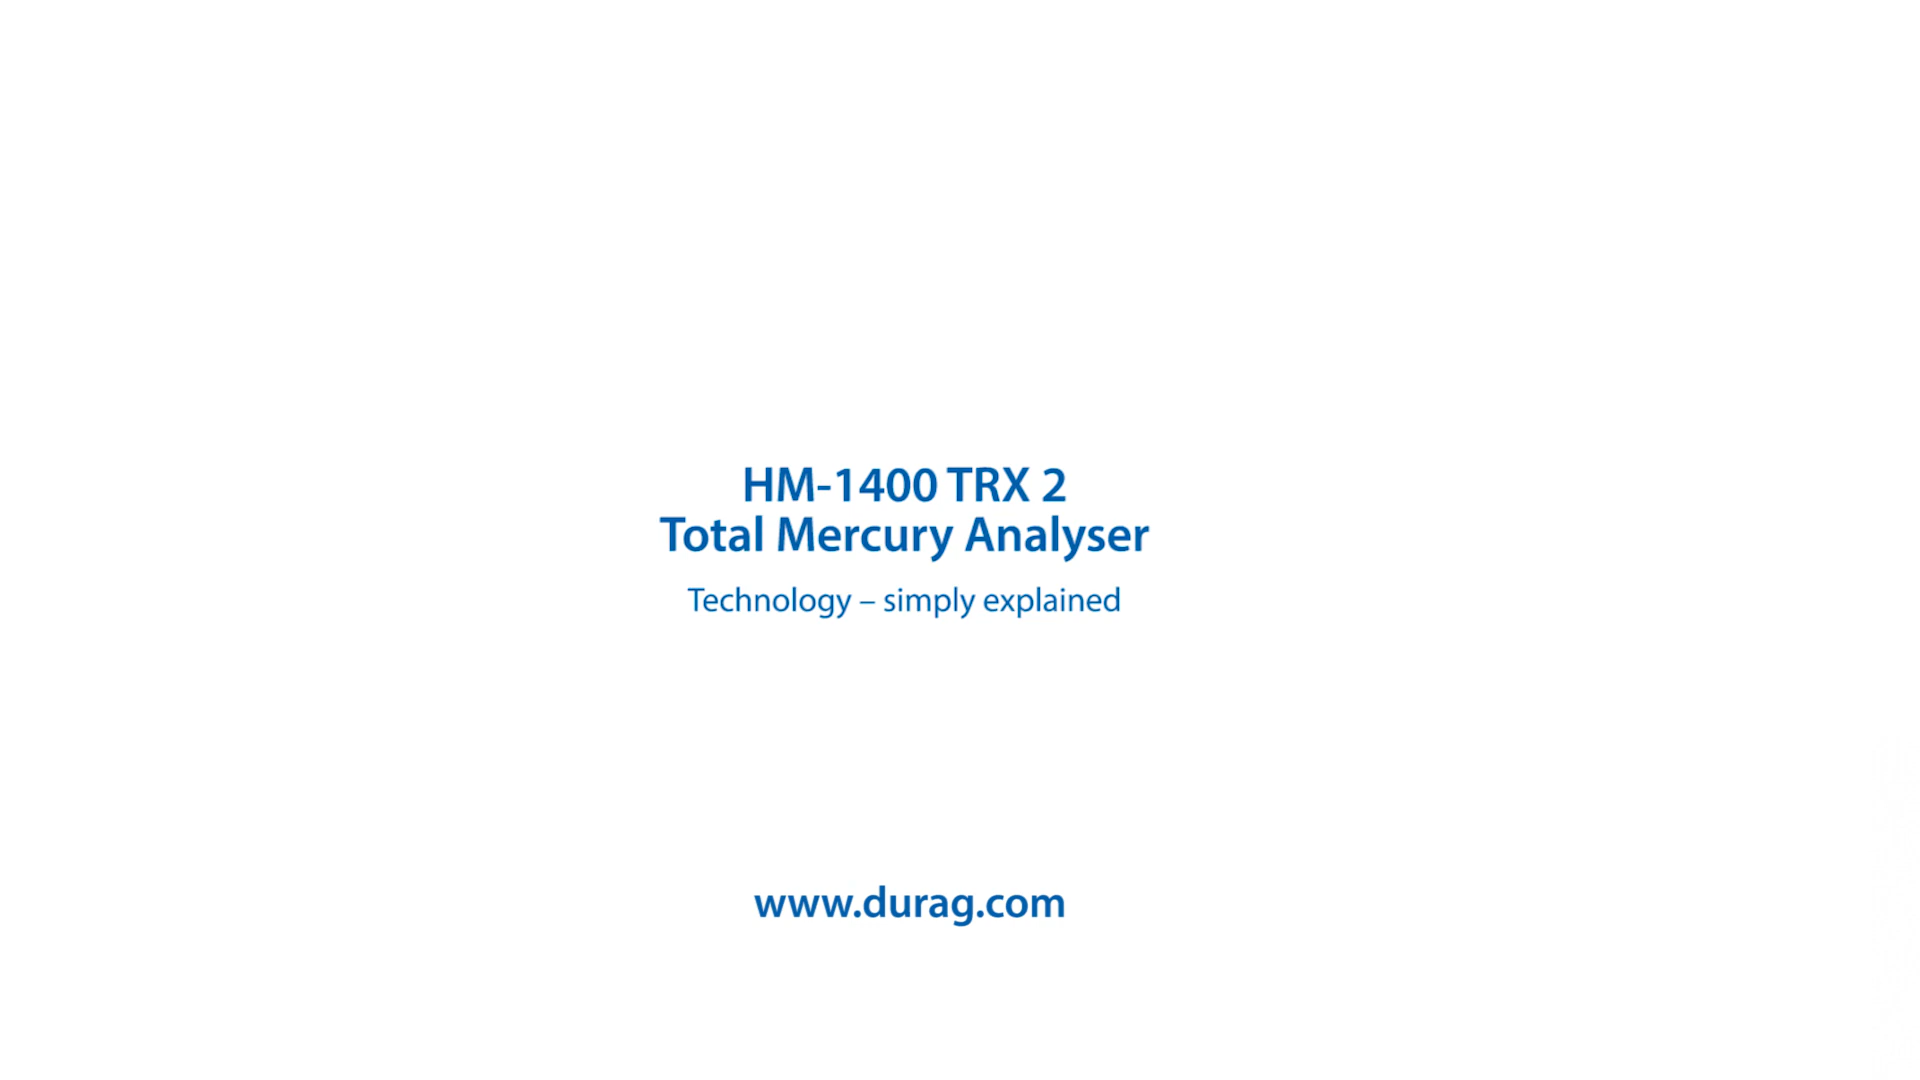 HM-1400 TRX 2
Total Mercury Analyser
Technology – simply explained
www.durag.com